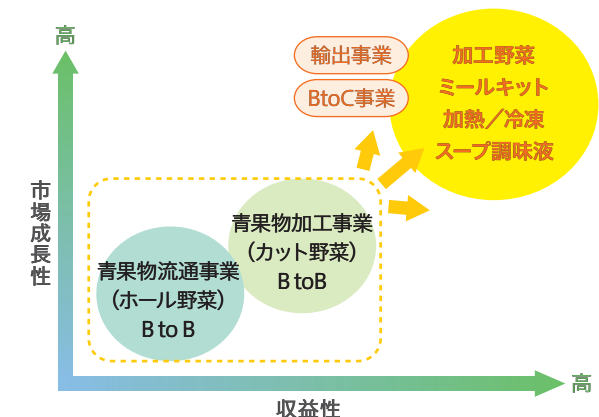 高
輸出事業
BtoC事業
加工野菜
ミールキット
加熱／冷凍
スープ調味液
市場成長性
青果物加工事業
（カット野菜）
B toB
青果物流通事業
（ホール野菜）
B to B
高
収益性